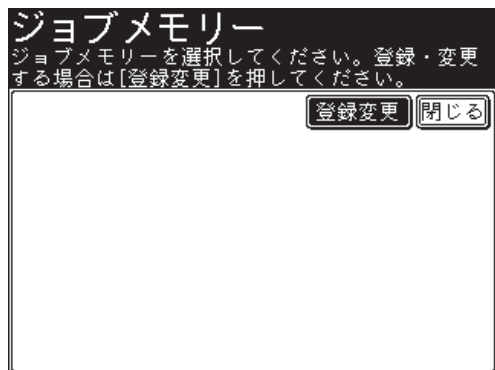 ジョブメモリー
ジョブメモリーを選択してください。登録・変更
する場合は[登録変更]を押してください。
登録変更 閉じる